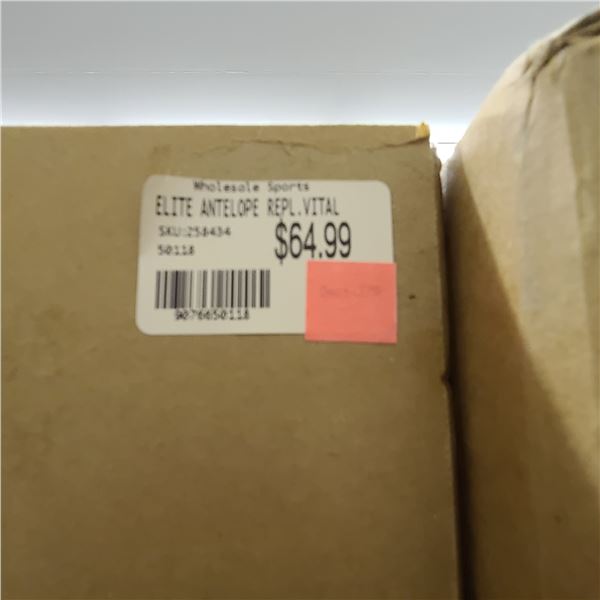 Wholesale Sports
ELITE ANTELOPE REPL.VITAL
SKU:258434
$64.99
50118
9076650118